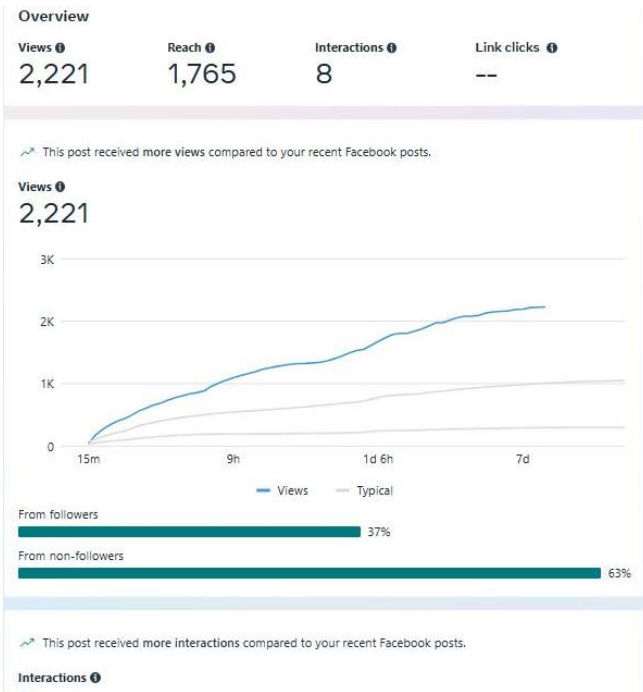 Overview
Views Reach Interactions Link clicks
2,221 1,765 8 --
This post received more views compared to your recent Facebook posts.
Views
2,221
3K
2K
1K
0
15m 9h 1d 6h 7d
Views Typical
From followers
37%
From non-followers
63%
This post received more interactions compared to your recent Facebook posts.
Interactions